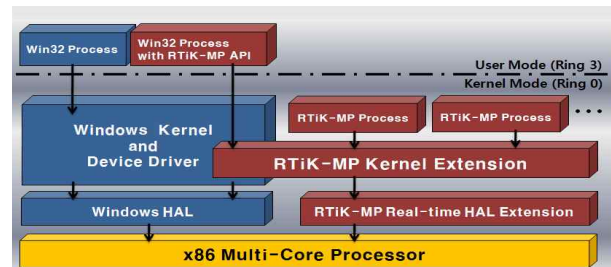 Win32 Process
Win32 Process
with RTiK-MP API
User Mode (Ring 3)
Kernel Mode (Ring 0)
Windows Kernel
and
Device Driver
RTiK-MP Process
RTiK-MP Process
RTiK-MP Kernel Extension
Windows HAL
RTiK-MP Real-time HAL Extension
x86 Multi-Core Processor